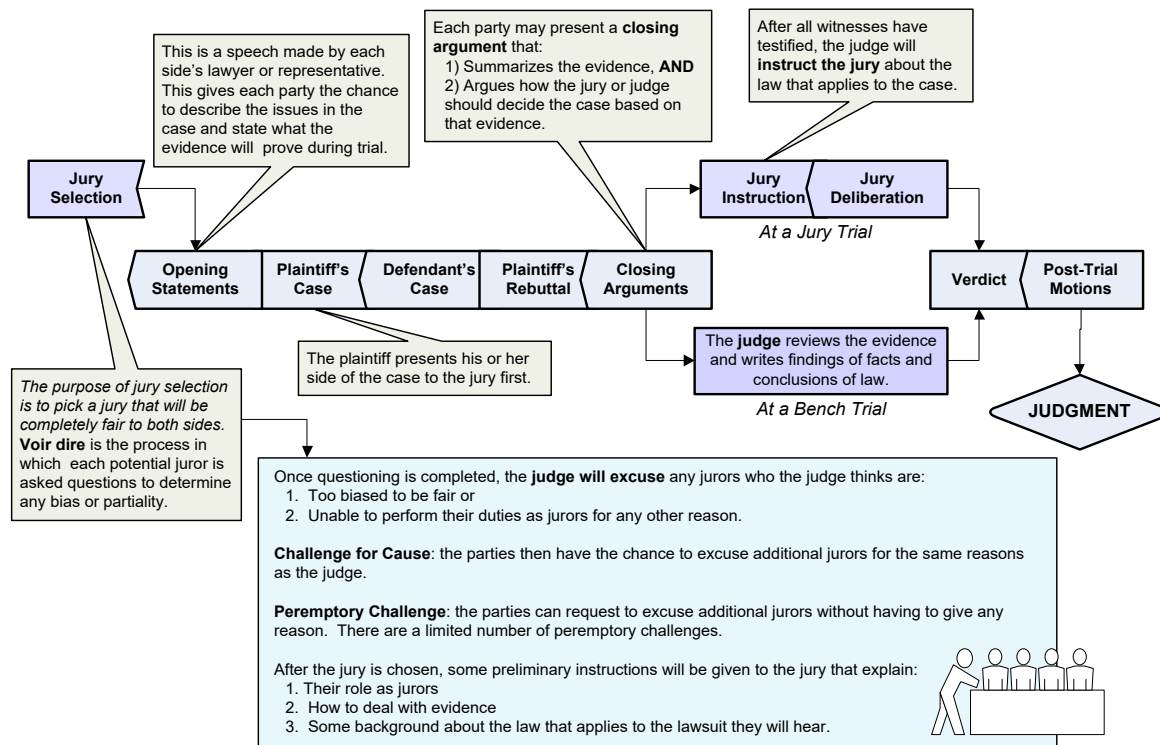 This is a speech made by each
side's lawyer or representative.
This gives each party the chance
to describe the issues in the
case and state what the
evidence will  prove during trial.
Each party may present a closing
argument that:
1) Summarizes the evidence, AND
2) Argues how the jury or judge
should decide the case based on
that evidence.
After all witnesses have
testified, the judge will
instruct the jury about the
law that applies to the case.
Jury
Selection
Jury
Instruction
Jury
Deliberation
At a Jury Trial
Opening
Statements
Plaintiff's
Case
Defendant's
Case
Plaintiff's
Rebuttal
Closing
Arguments
Verdict
Post-Trial
Motions
The plaintiff presents his or her
side of the case to the jury first.
The judge reviews the evidence
and writes findings of facts and
conclusions of law.
At a Bench Trial
JUDGMENT
The purpose of jury selection
is to pick a jury that will be
completely fair to both sides.
Voir dire is the process in
which  each potential juror is
asked questions to determine
any bias or partiality.
Once questioning is completed, the judge will excuse any jurors who the judge thinks are:
1.  Too biased to be fair or
2.  Unable to perform their duties as jurors for any other reason.
Challenge for Cause: the parties then have the chance to excuse additional jurors for the same reasons
as the judge.
Peremptory Challenge: the parties can request to excuse additional jurors without having to give any
reason.  There are a limited number of peremptory challenges.
After the jury is chosen, some preliminary instructions will be given to the jury that explain:
1. Their role as jurors
2.  How to deal with evidence
3.  Some background about the law that applies to the lawsuit they will hear.